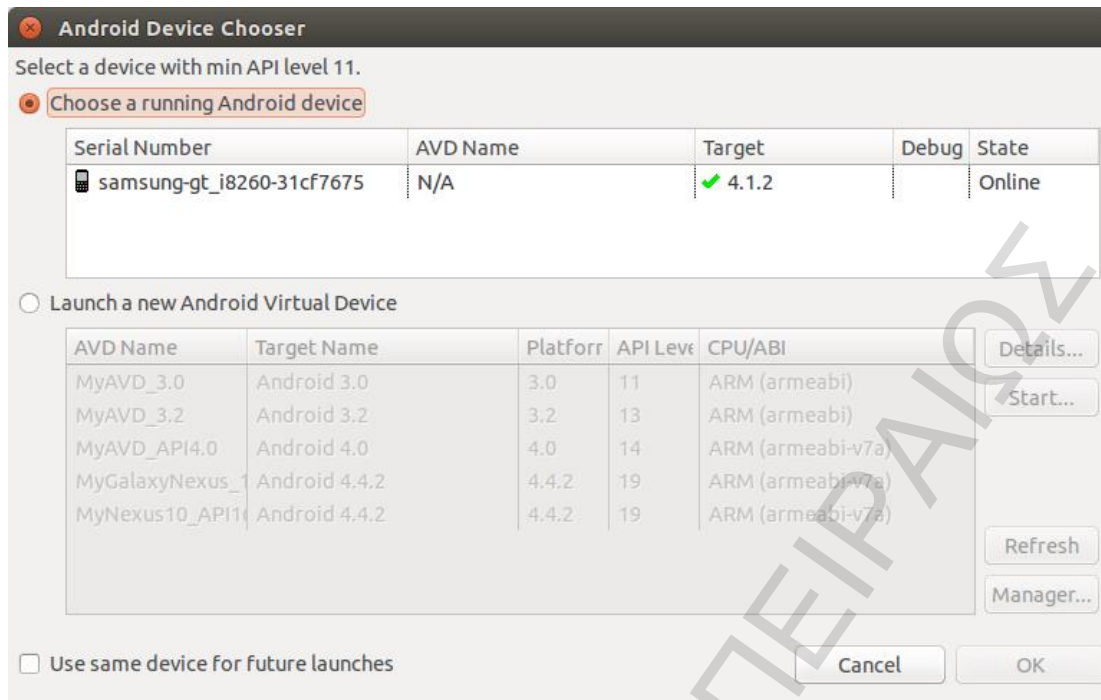 Android Device Chooser
Select a device with min API level 11.
Choose a running Android device
Serial Number AVD Name Target Debug State
samsung-gt_i8260-31cf7675 N/A 4.1.2 Online
Launch a new Android Virtual Device
AVD Name Target Name Platforr API Leve CPU/ABI Details...
MyAVD_3.0 Android 3.0 3.0 11 ARM (armeabi)
Start...
MyAVD_3.2 Android 3.2 3.2 13 ARM (armeabi)
MyAVD_API4.0 Android 4.0 4.0 14 ARM (armeabi-v7a)
MyGalaxyNexus_1 Android 4.4.2 4.4.2 19 ARM (armeabi-v7a)
MyNexus10_API1 Android 4.4.2 4.4.2 19 ARM (armeabi-v7a)
Refresh
Manager...
Use same device for future launches Cancel OK
ΠΕΙΡΑΙΩΣ